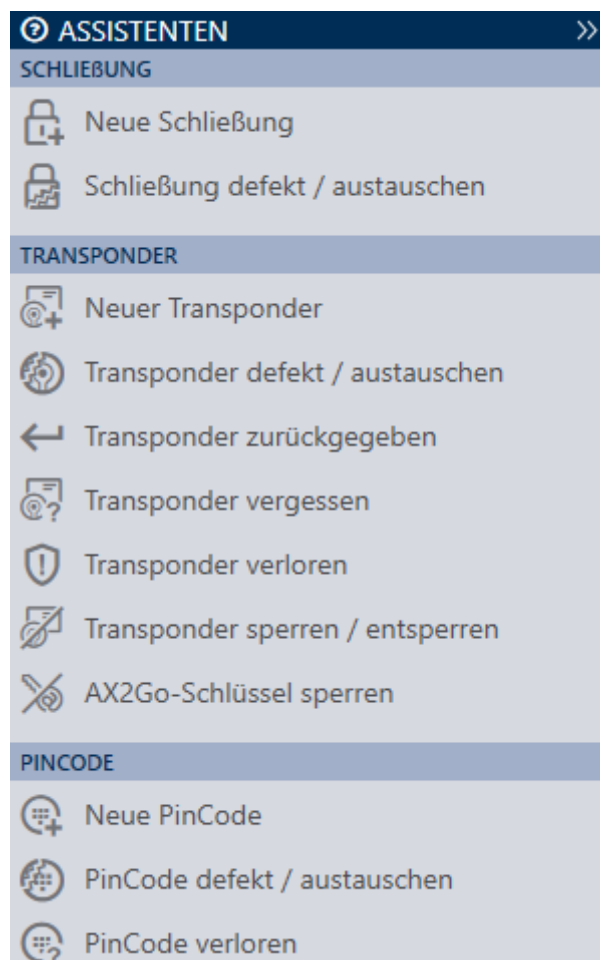 ASSISTENTEN
SCHLIEßUNG
Neue Schließung
Schließung defekt / austauschen
TRANSPONDER
Neuer Transponder
Transponder defekt / austauschen
Transponder zurückgegeben
Transponder vergessen
Transponder verloren
Transponder sperren / entsperren
AX2Go-Schlüssel sperren
PINCODE
Neue PinCode
PinCode defekt / austauschen
PinCode verloren